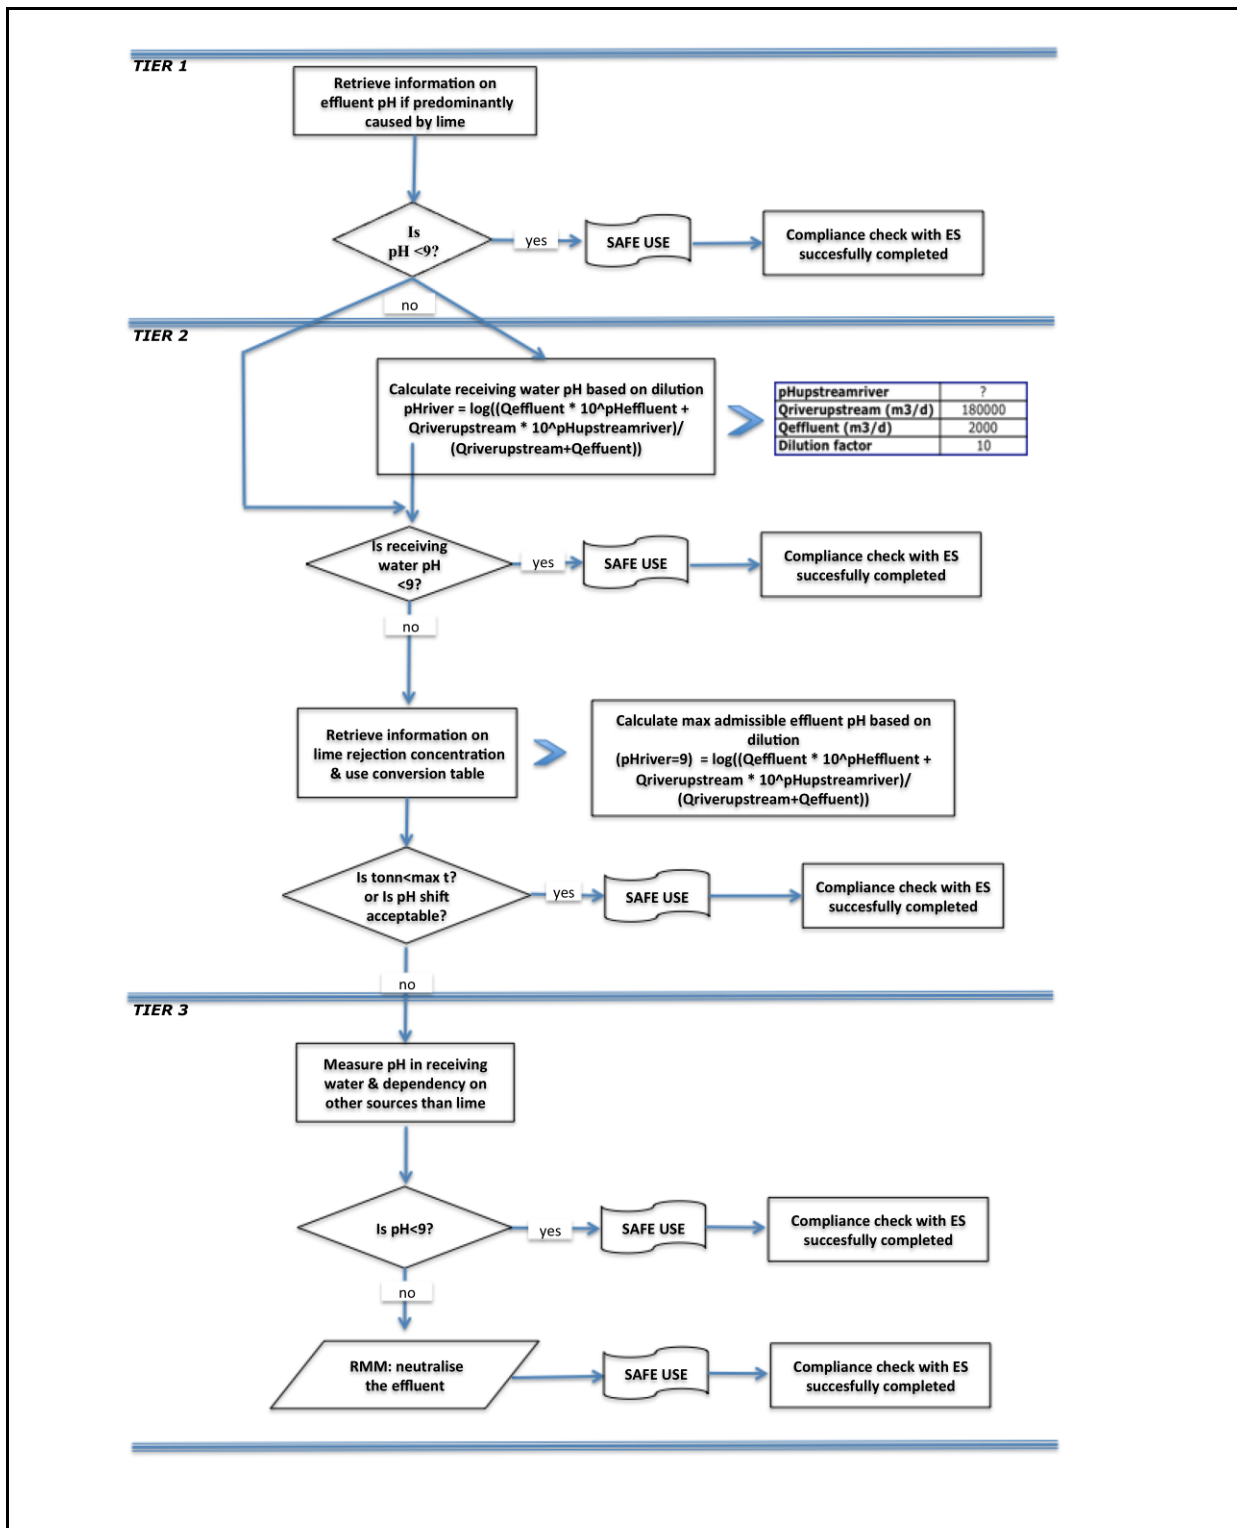 TIER 1
Retrieve information on
effluent pH if predominantly
caused by lime
Is
pH <9?
yes
SAFE USE
Compliance check with ES
succesfully completed
no
TIER 2
Calculate receiving water pH based on dilution
pHriver = log((Qeffluent * 10^pHeffluent +
Qriverupstream * 10^pHupstreamriver)/
(Qriverupstream+Qeffuent))
pHupstreamriver ?
Qriverupstream (m3/d) 180000
Qeffluent (m3/d) 2000
Dilution factor 10
Is receiving
water pH
<9?
yes
SAFE USE
Compliance check with ES
succesfully completed
no
Retrieve information on
lime rejection concentration
& use conversion table
Calculate max admissible effluent pH based on
dilution
(pHriver=9) = log((Qeffluent * 10^pHeffluent +
Qriverupstream * 10^pHupstreamriver)/
(Qriverupstream+Qeffuent))
Is tonn<max t?
or Is pH shift
acceptable?
yes
SAFE USE
Compliance check with ES
succesfully completed
no
TIER 3
Measure pH in receiving
water & dependency on
other sources than lime
Is pH<9?
yes
SAFE USE
Compliance check with ES
succesfully completed
no
RMM: neutralise
the effluent
SAFE USE
Compliance check with ES
succesfully completed